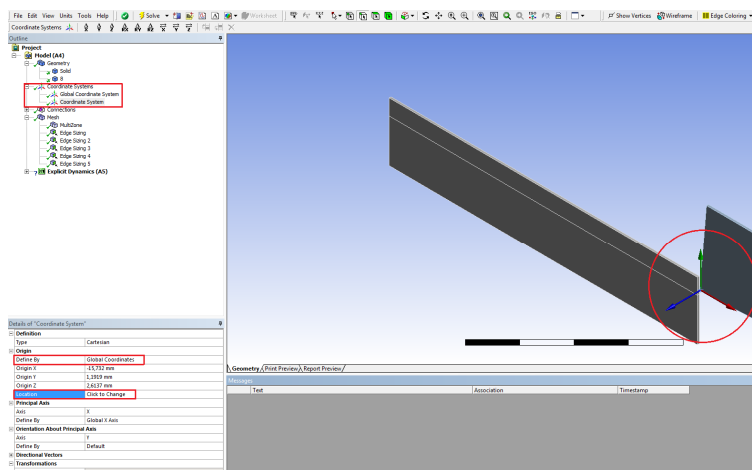 File Edit View Units Tools Help Solve Worksheet Show Vertices Wireframe Edge Coloring
Coordinate Systems
Outline
Project
Model (A4)
Geometry
Solid
8
Coordinate Systems
Global Coordinate System
Coordinate System
Connections
Mesh
MultiZone
Edge Sizing
Edge Sizing 2
Edge Sizing 3
Edge Sizing 4
Edge Sizing 5
Explicit Dynamics (A5)
Details of "Coordinate System"
Definition
Type Cartesian
Origin
Define By Global Coordinates
Origin X -15,732 mm
Origin Y 1,1919 mm
Origin Z 2,6137 mm
Location Click to Change
Principal Axis
Axis X
Define By Global X Axis
Orientation About Principal Axis
Axis Y
Define By Default
Directional Vectors
Transformations
Geometry Print Preview Report Preview
Messages
Text Association Timestamp